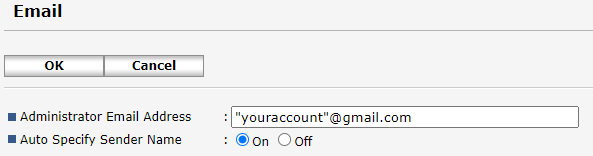 Email
OK Cancel
Administrator Email Address : "youraccount"@gmail.com
Auto Specify Sender Name : On Off